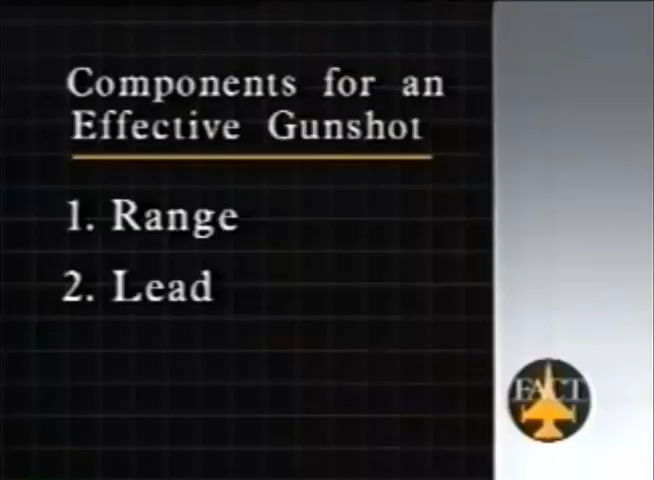 Components for an
Effective Gunshot
1. Range
2. Lead
FACT